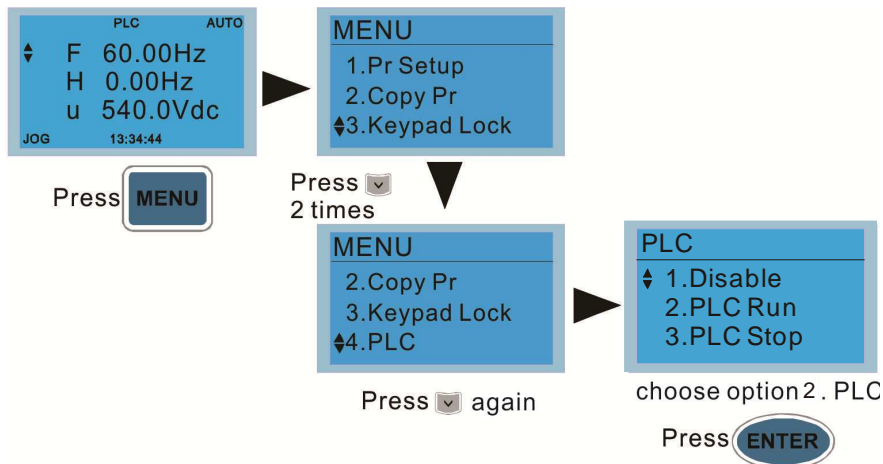 PLC AUTO
F 60.00Hz
H 0.00Hz
u 540.0Vdc
JOG 13:34:44
Press MENU
MENU
1.Pr Setup
2.Copy Pr
3.Keypad Lock
Press
2 times
MENU
2.Copy Pr
3.Keypad Lock
4.PLC
Press again
PLC
1.Disable
2.PLC Run
3.PLC Stop
choose option 2 . PLC
Press ENTER